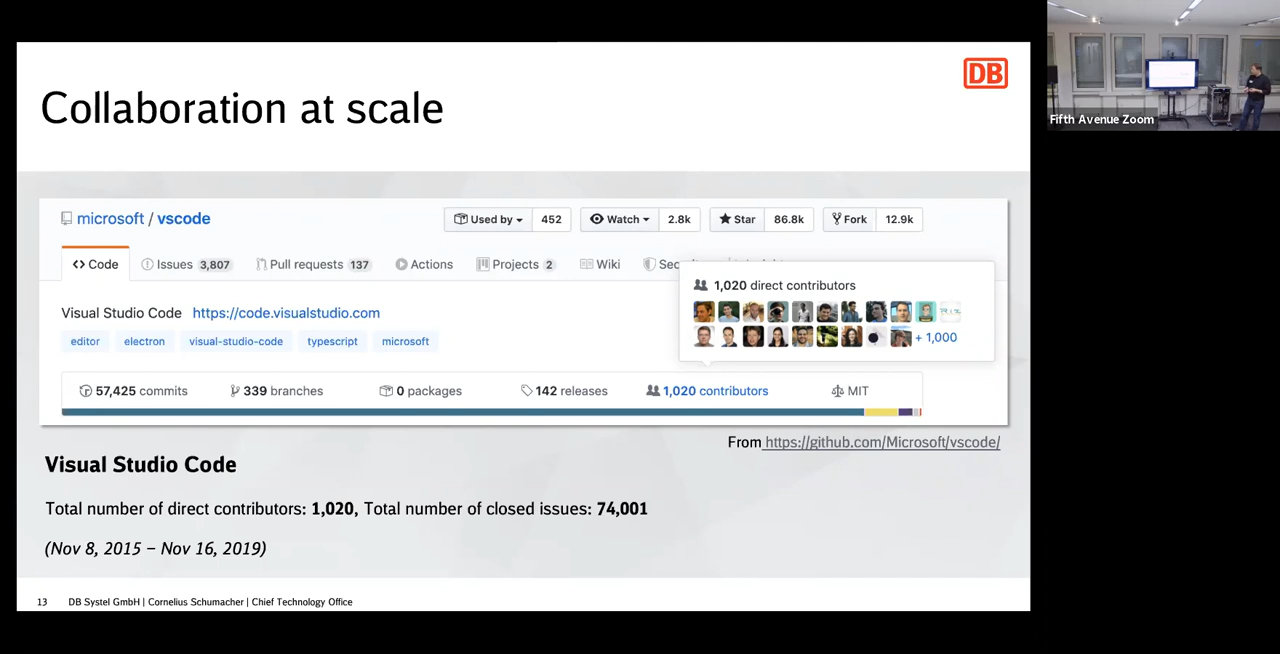 DB
Collaboration at scale
Fifth Avenue Zoom
microsoft / vscode
Used by 452
Watch 2.8k
Star 86.8k
Fork 12.9k
Code
Issues 3,807
Pull requests 137
Actions
Projects 2
Wiki
1,020 direct contributors
+ 1,000
Visual Studio Code https://code.visualstudio.com
editor electron visual-studio-code typescript microsoft
57,425 commits 339 branches 0 packages 142 releases 1,020 contributors MIT
From https://github.com/Microsoft/vscode/
Visual Studio Code
Total number of direct contributors: 1,020, Total number of closed issues: 74,001
(Nov 8, 2015 – Nov 16, 2019)
13 DB Systel GmbH | Cornelius Schumacher | Chief Technology Office